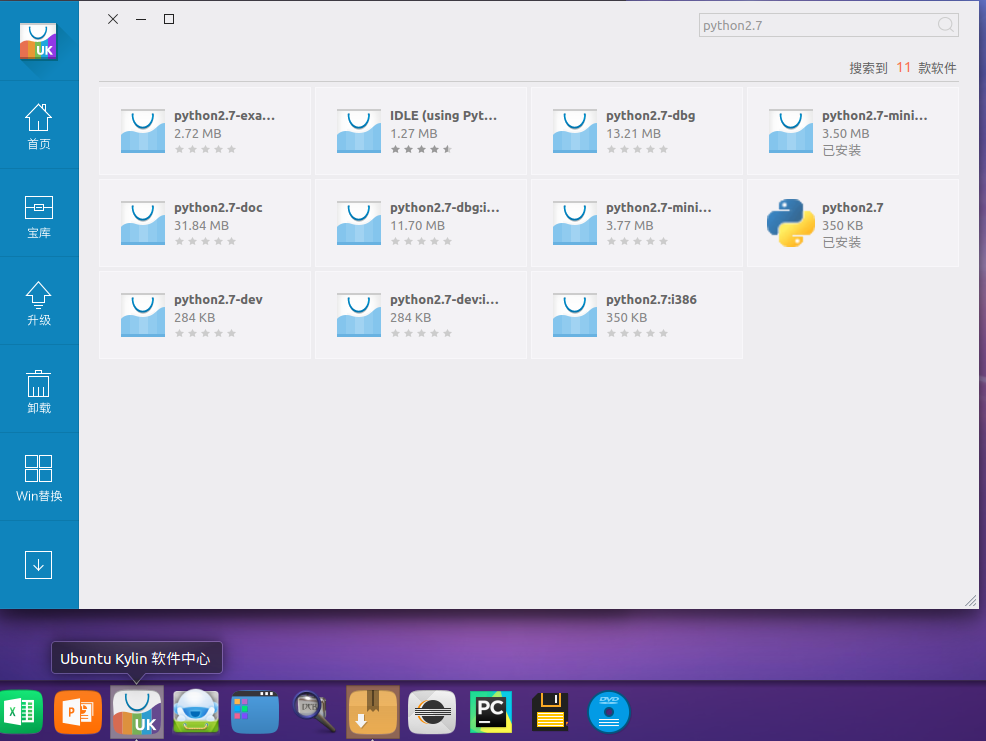 python2.7
搜索到 11 款软件
UK
首页
宝库
升级
卸载
Win替换
python2.7-exa...
2.72 MB
IDLE (using Pyt...
1.27 MB
python2.7-dbg
13.21 MB
python2.7-mini...
3.50 MB
已安装
python2.7-doc
31.84 MB
python2.7-dbg:i...
11.70 MB
python2.7-mini...
3.77 MB
python2.7
350 KB
已安装
python2.7-dev
284 KB
python2.7-dev:i...
284 KB
python2.7:i386
350 KB
Ubuntu Kylin 软件中心
X
P
UK
PC
DVD